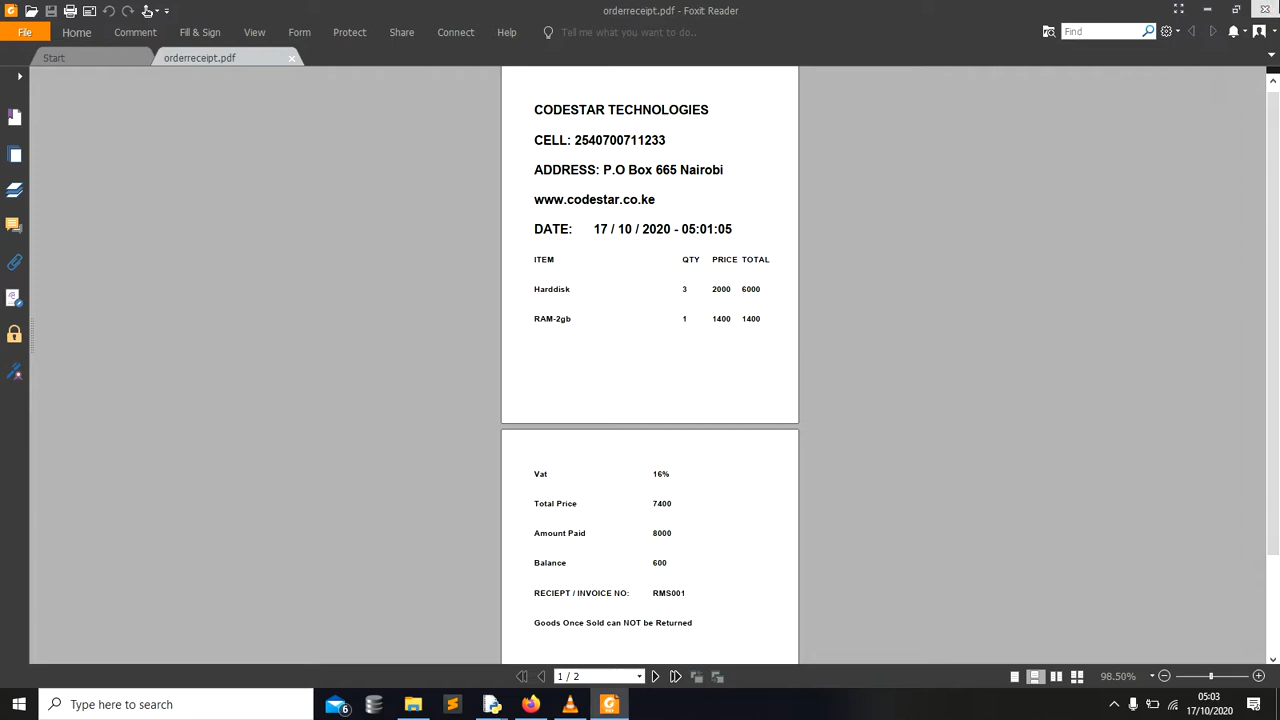 orderreceipt.pdf - Foxit Reader
File Home Comment Fill & Sign View Form Protect Share Connect Help Tell me what you want to do.. Find
Start orderreceipt.pdf
CODESTAR TECHNOLOGIES
CELL: 2540700711233
ADDRESS: P.O Box 665 Nairobi
www.codestar.co.ke
DATE: 17 / 10 / 2020 - 05:01:05
ITEM QTY PRICE TOTAL
Harddisk 3 2000 6000
RAM-2gb 1 1400 1400
Vat 16%
Total Price 7400
Amount Paid 8000
Balance 600
RECIEPT / INVOICE NO: RMS001
Goods Once Sold can NOT be Returned
1 / 2 98.50%
Type here to search 6 05:03
17/10/2020